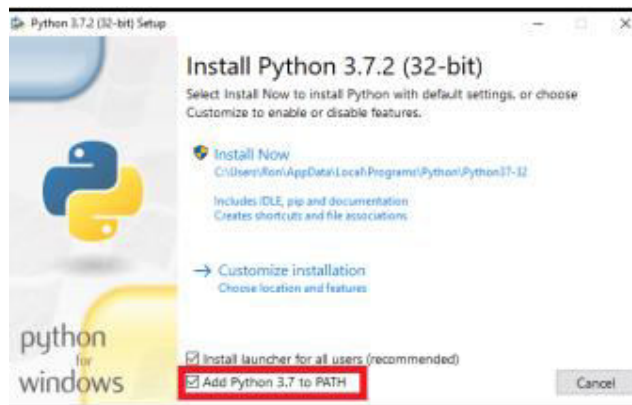 Python 3.7.2 (32-bit) Setup
Install Python 3.7.2 (32-bit)
Select Install Now to install Python with default settings, or choose
Customize to enable or disable features.
Install Now
C:\Users\Ron\AppData\Local\Programs\Python\Python37-32
Includes IDLE, pip and documentation
Creates shortcuts and file associations
Customize installation
Choose location and features
python
for
windows
Install launcher for all users (recommended)
Add Python 3.7 to PATH
Cancel